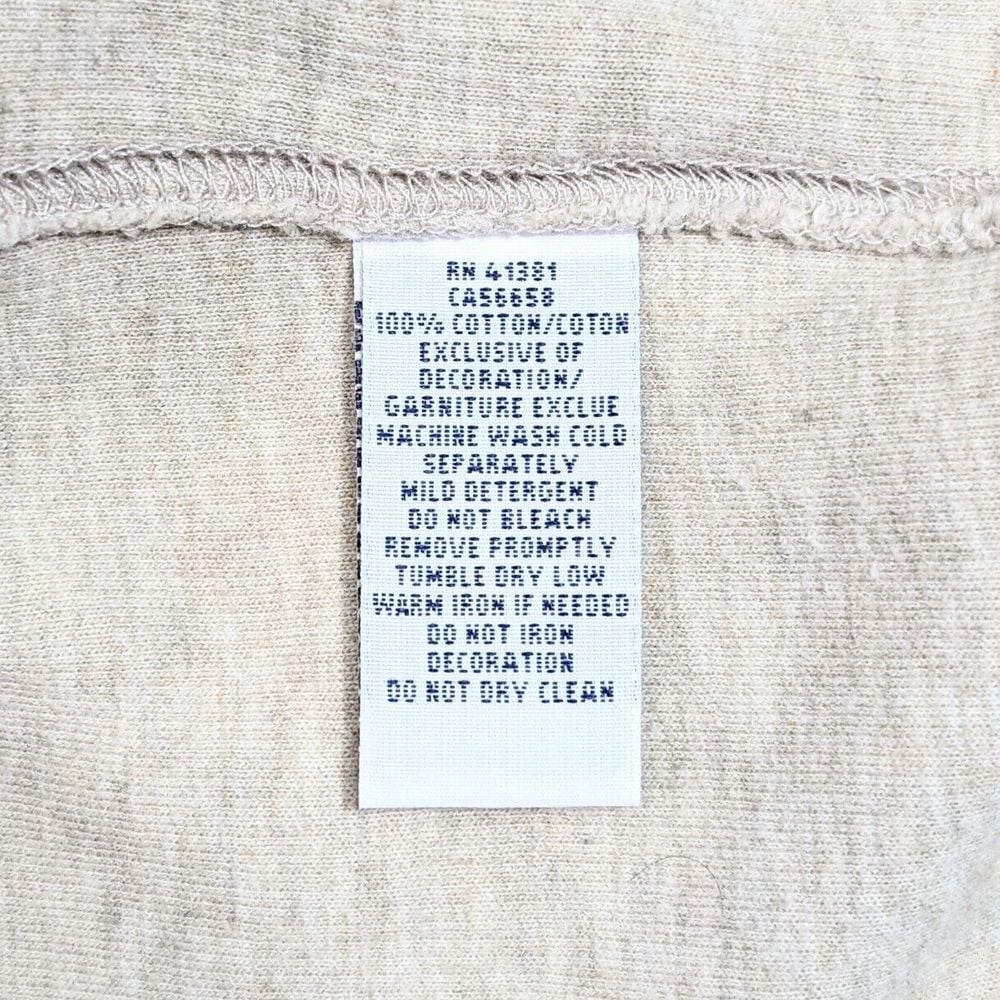 RN 41381
CA56658
100% COTTON/COTON
EXCLUSIVE OF
DECORATION/
GARNITURE EXCLUE
MACHINE WASH COLD
SEPARATELY
MILD DETERGENT
DO NOT BLEACH
REMOVE PROMPTLY
TUMBLE DRY LOW
WARM IRON IF NEEDED
DO NOT IRON
DECORATION
DO NOT DRY CLEAN